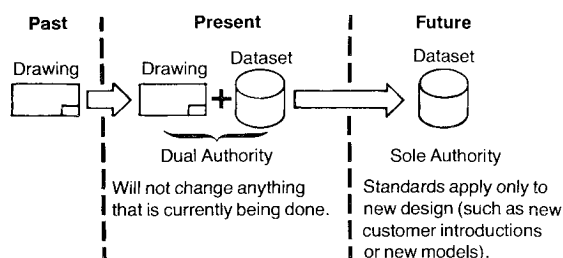 Past
Present
Future
Drawing
Drawing
Dataset
Dataset
+
Dual Authority
Sole Authority
Will not change anything
that is currently being done.
Standards apply only to
new design (such as new
customer introductions
or new models).